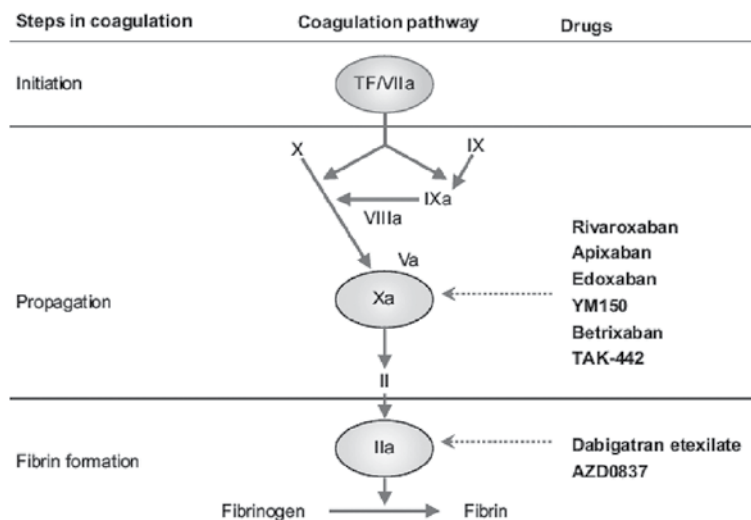 Steps in coagulation
Coagulation pathway
Drugs
Initiation
TF/VIIa
X
IX
IXa
VIIIa
Va
Propagation
Xa
Rivaroxaban
Apixaban
Edoxaban
YM150
Betrixaban
TAK-442
II
Fibrin formation
IIa
Dabigatran etexilate
AZD0837
Fibrinogen
Fibrin